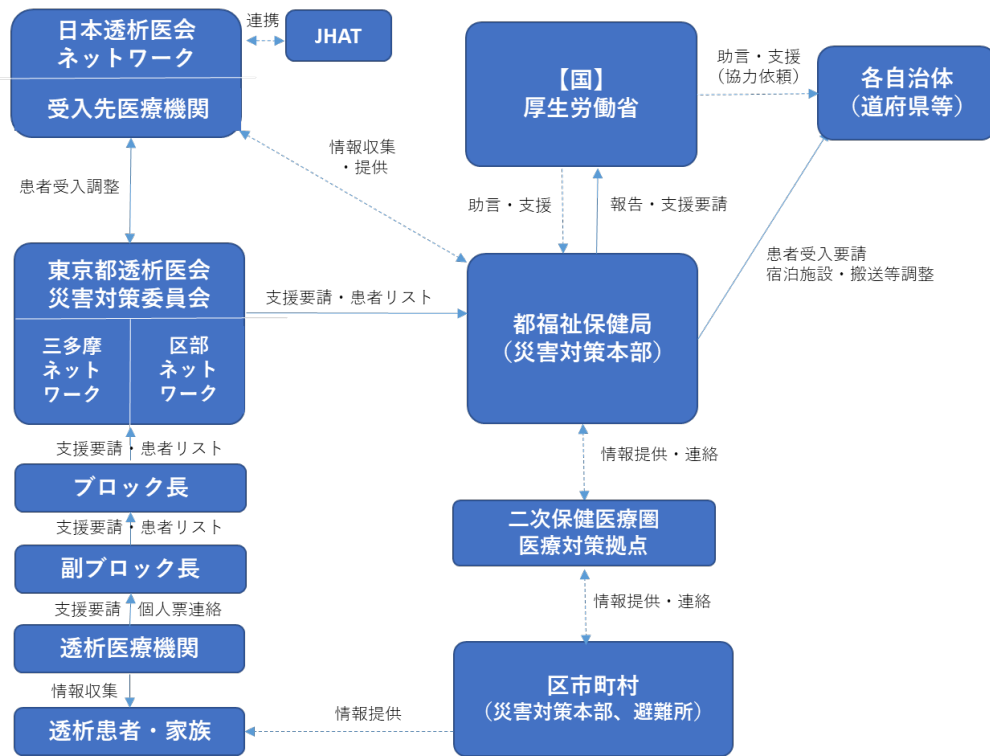 日本透析医会
ネットワーク
受入先医療機関
連携
JHAT
【国】
厚生労働省
助言・支援
（協力依頼）
各自治体
（道府県等）
情報収集
・提供
患者受入調整
助言・支援
報告・支援要請
患者受入要請
宿泊施設・搬送等調整
東京都透析医会
災害対策委員会
三多摩
ネット
ワーク
区部
ネット
ワーク
支援要請・患者リスト
都福祉保健局
（災害対策本部）
支援要請・患者リスト
ブロック長
支援要請・患者リスト
副ブロック長
支援要請
個人票連絡
透析医療機関
情報収集
透析患者・家族
情報提供・連絡
二次保健医療圏
医療対策拠点
情報提供・連絡
区市町村
（災害対策本部、避難所）
情報提供